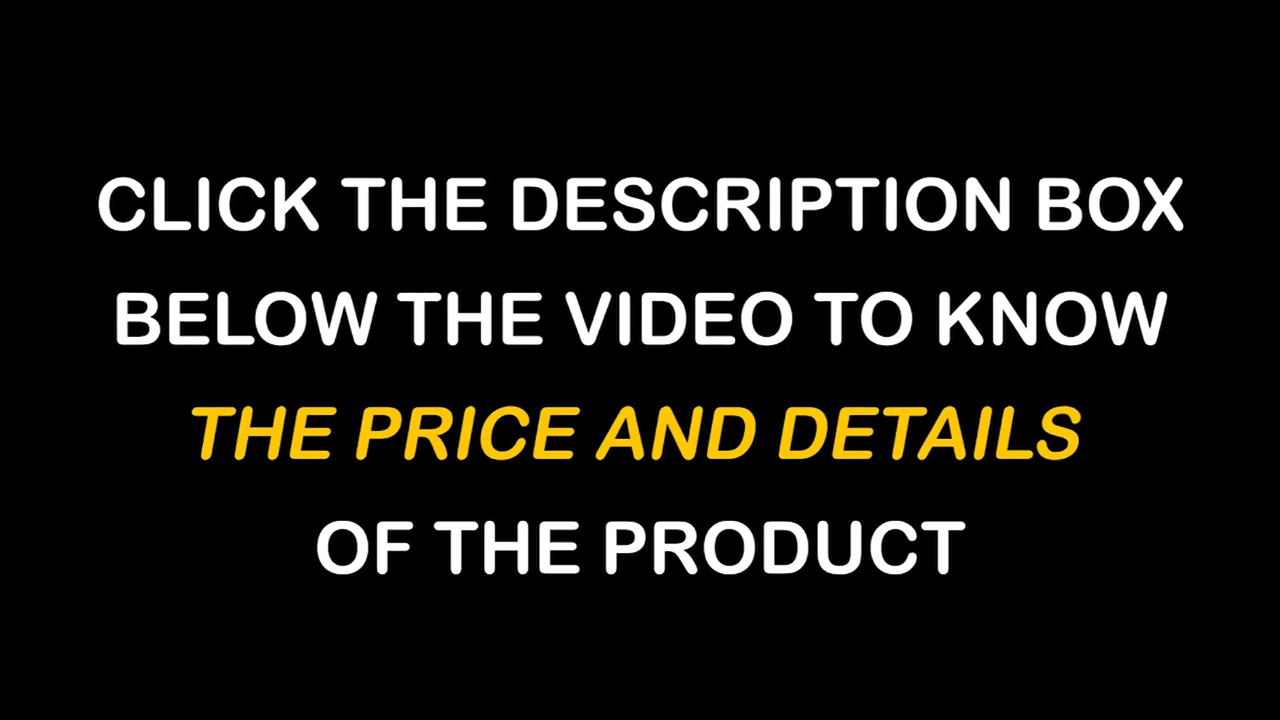 CLICK THE DESCRIPTION BOX
BELOW THE VIDEO TO KNOW
THE PRICE AND DETAILS
OF THE PRODUCT